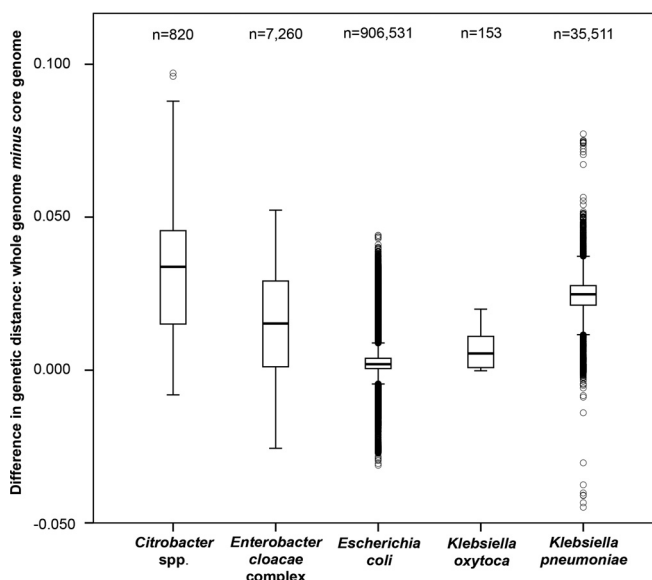 n=820 n=7,260 n=906,531 n=153 n=35,511
Difference in genetic distance: whole genome minus core genome
0.100
0.050
0.000
-0.050
Citrobacter spp.
Enterobacter cloacae complex
Escherichia coli
Klebsiella oxytoca
Klebsiella pneumoniae